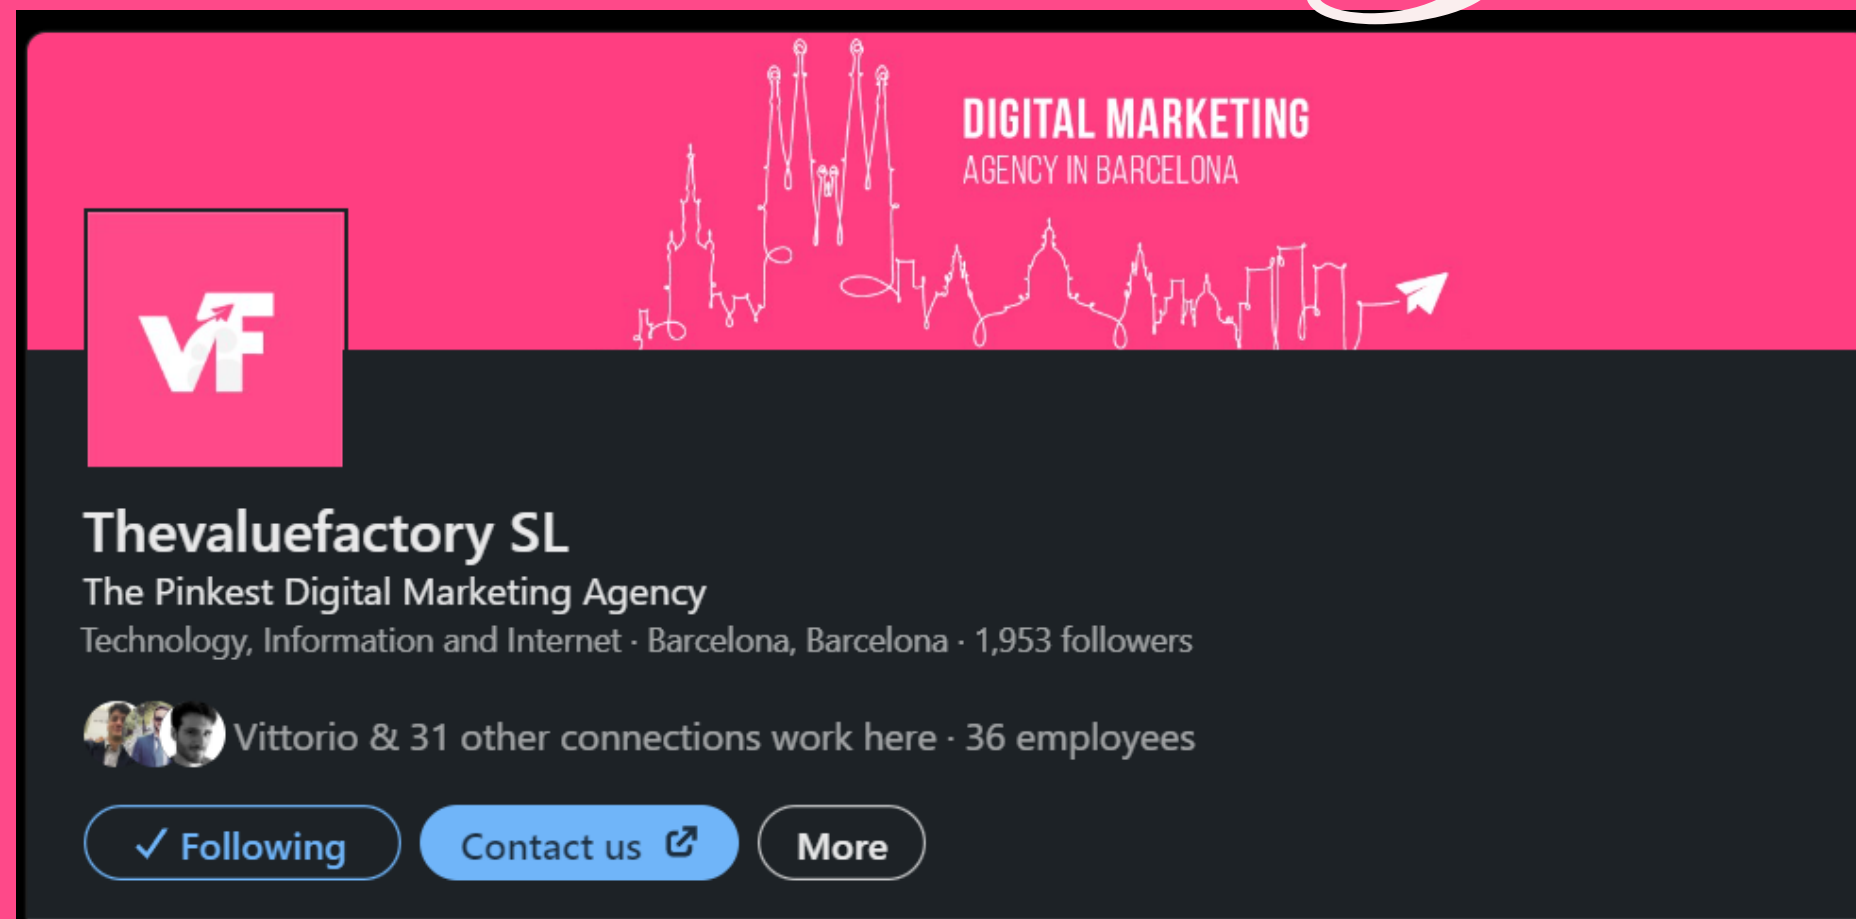 DIGITAL MARKETING
AGENCY IN BARCELONA
VF
Thevaluefactory SL
The Pinkest Digital Marketing Agency
Technology, Information and Internet · Barcelona, Barcelona · 1,953 followers
Vittorio & 31 other connections work here · 36 employees
✓ Following
Contact us
More